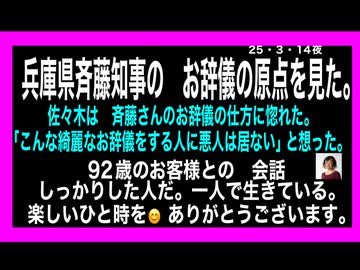 25・3・14夜
兵庫県斉藤知事の　お辞儀の原点を見た。
佐々木は　斉藤さんのお辞儀の仕方に惚れた。
「こんな綺麗なお辞儀をする人に悪人は居ない」と想った。
92歳のお客様との　会話
しっかりした人だ。一人で生きている。
楽しいひと時を😊ありがとうございます。